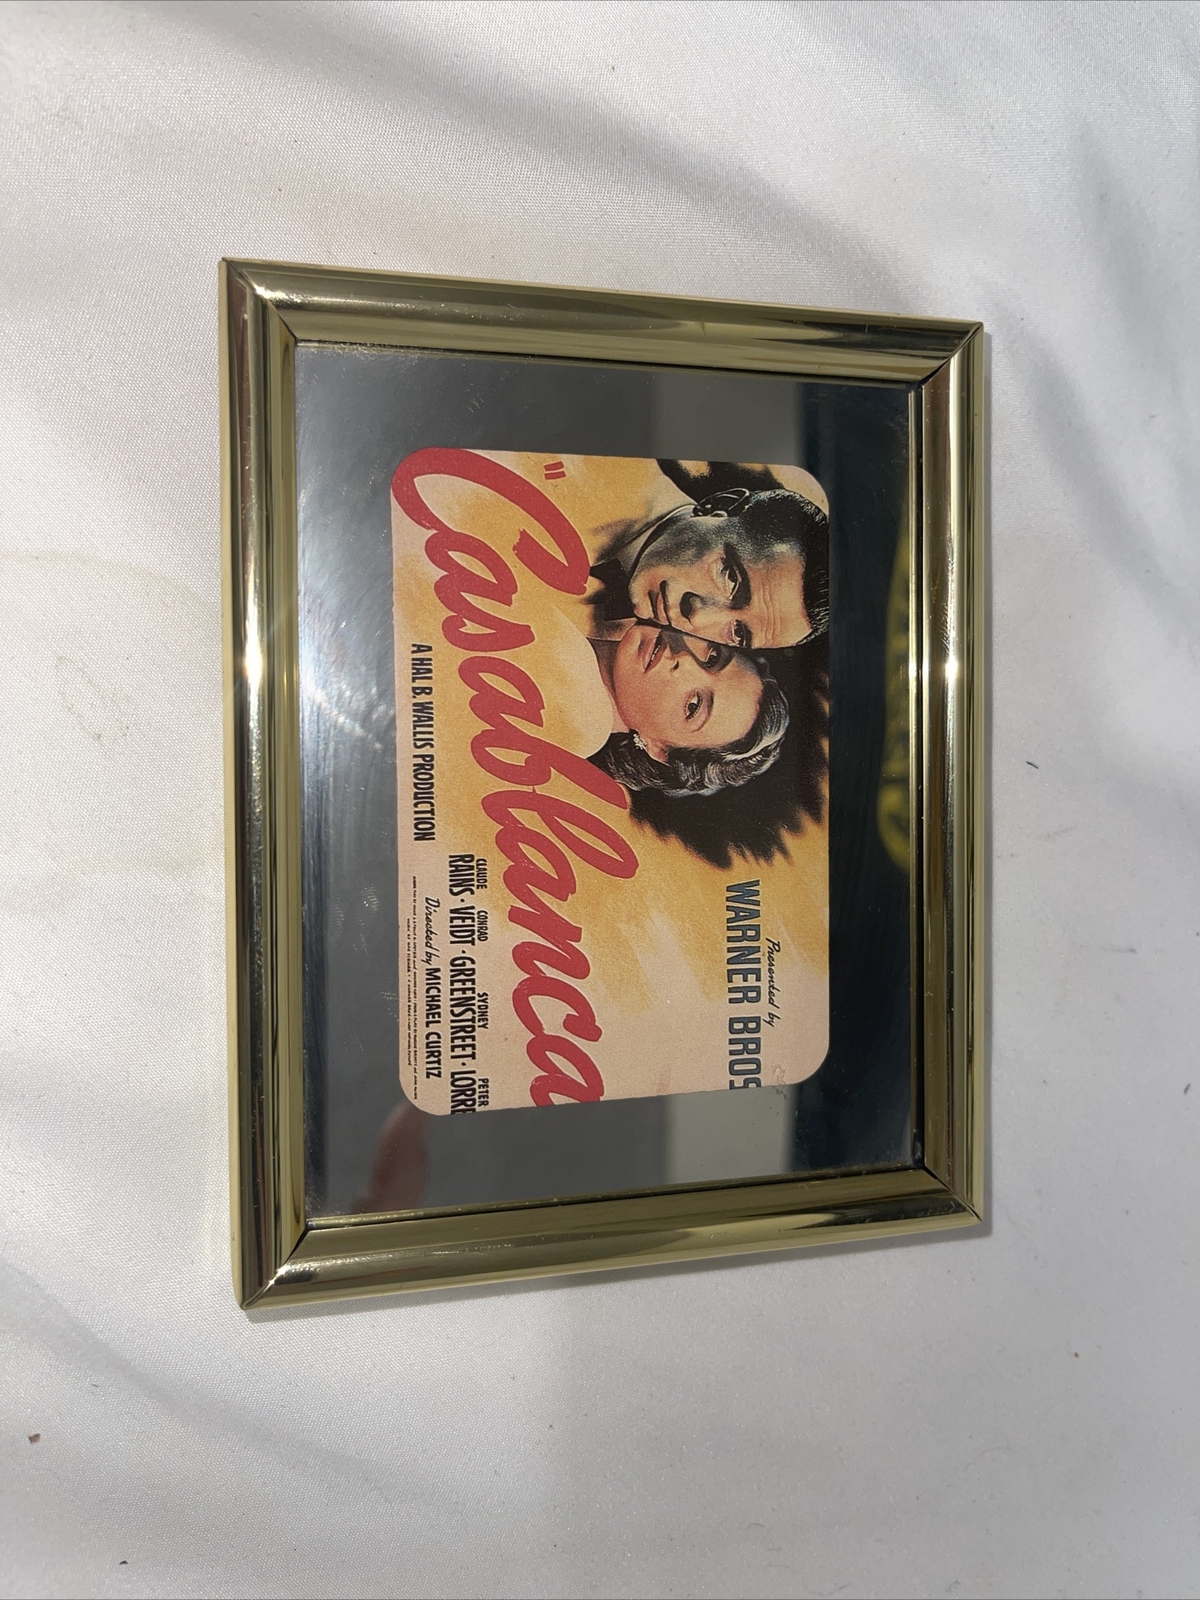 Presented by
WARNER BROS
"Casablanca
A HAL B. WALLIS PRODUCTION
CLAUDE CONRAD SYDNEY PETER
RAINS · VEIDT · GREENSTREET · LORRE
Directed by MICHAEL CURTIZ